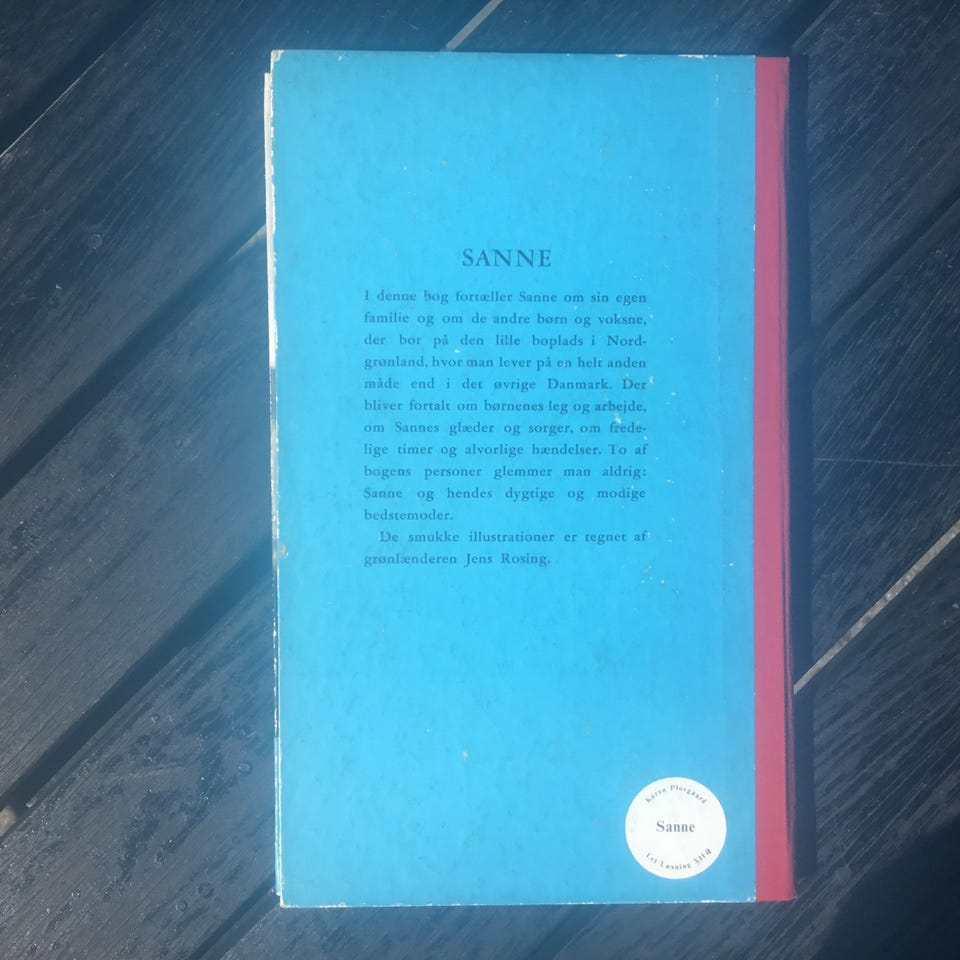 SANNE
I denne bog fortæller Sanne om sin egen
familie og om de andre børn og voksne,
der bor på den lille boplads i Nord-
grønland, hvor man lever på en helt anden
måde end i det øvrige Danmark. Der
bliver fortalt om børnenes leg og arbejde,
om Sannes glæder og sorger, om frede-
lige timer og alvorlige hændelser. To af
bogens personer glemmer man aldrig:
Sanne og hendes dygtige og modige
bedstemoder.
De smukke illustrationer er tegnet af
grønlænderen Jens Rosing.
Karen Plovgaard
Sanne
Let Læsning